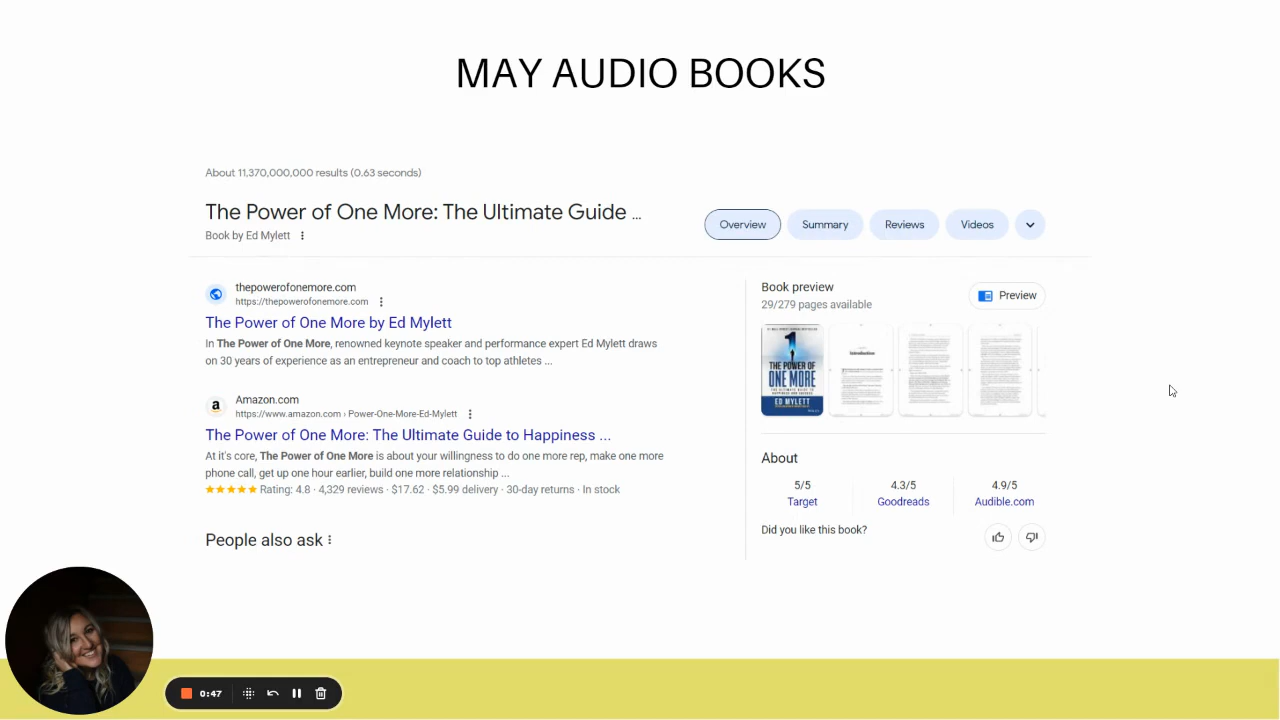 MAY AUDIO BOOKS
About 11,370,000,000 results (0.63 seconds)
The Power of One More: The Ultimate Guide ...
Book by Ed Mylett
Overview
Summary
Reviews
Videos
thepowerofonemore.com
https://thepowerofonemore.com
The Power of One More by Ed Mylett
In The Power of One More, renowned keynote speaker and performance expert Ed Mylett draws
on 30 years of experience as an entrepreneur and coach to top athletes ...
a
Amazon.com
https://www.amazon.com › Power-One-More-Ed-Mylett
The Power of One More: The Ultimate Guide to Happiness ...
At it's core, The Power of One More is about your willingness to do one more rep, make one more
phone call, get up one hour earlier, build one more relationship ...
Rating: 4.8 · 4,329 reviews · $17.62 · $5.99 delivery · 30-day returns · In stock
People also ask
Book preview
29/279 pages available
Preview
1
THE POWER OF
ONE MORE
THE ULTIMATE GUIDE TO
HAPPINESS AND SUCCESS
ED MYLETT
Introduction
About
5/5
Target
4.3/5
Goodreads
4.9/5
Audible.com
Did you like this book?
0:47